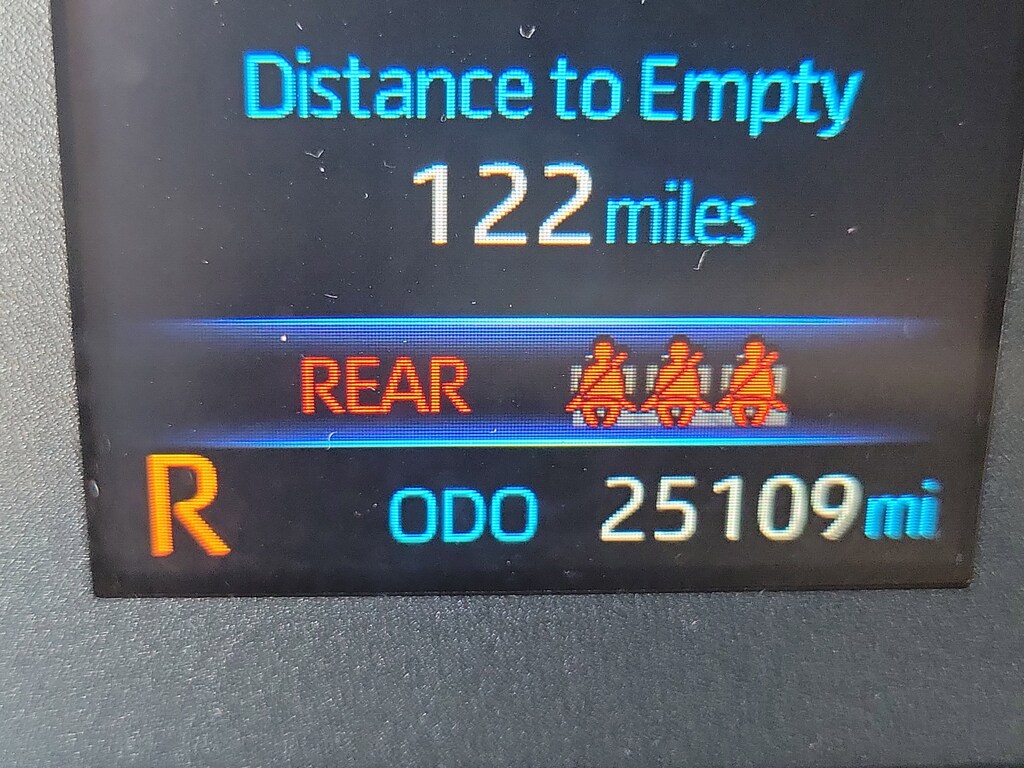 Distance to Empty
122 miles
REAR
R ODO 25109 mi